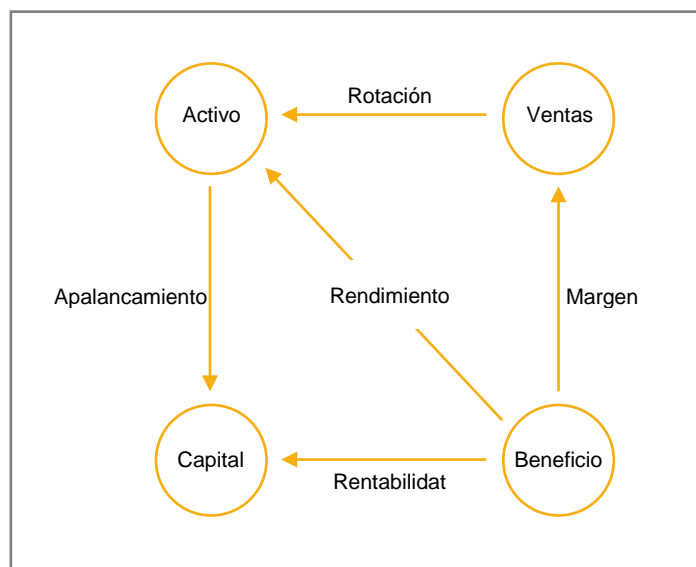 Rotación
Activo
Ventas
Apalancamiento
Rendimiento
Margen
Capital
Beneficio
Rentabilidat